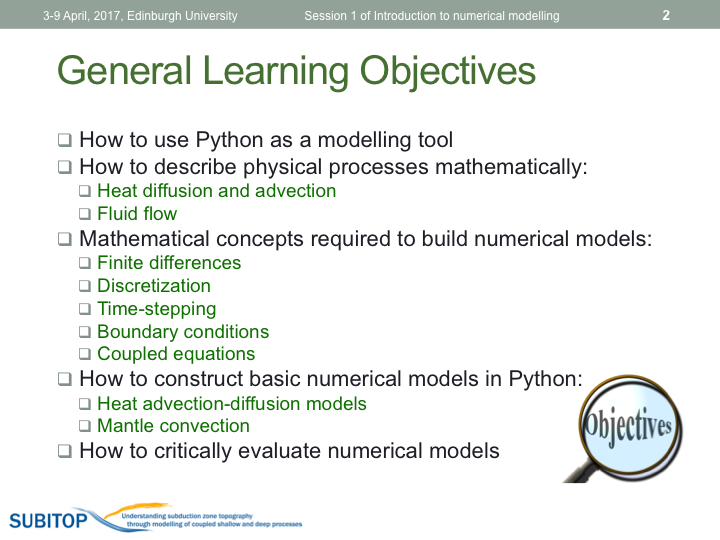 3-9 April, 2017, Edinburgh University
Session 1 of Introduction to numerical modelling
2
General Learning Objectives
How to use Python as a modelling tool
How to describe physical processes mathematically:
Heat diffusion and advection
Fluid flow
Mathematical concepts required to build numerical models:
Finite differences
Discretization
Time-stepping
Boundary conditions
Coupled equations
How to construct basic numerical models in Python:
Heat advection-diffusion models
Mantle convection
How to critically evaluate numerical models
Objectives
SUBITOP
Understanding subduction zone topography
through modelling of coupled shallow and deep processes